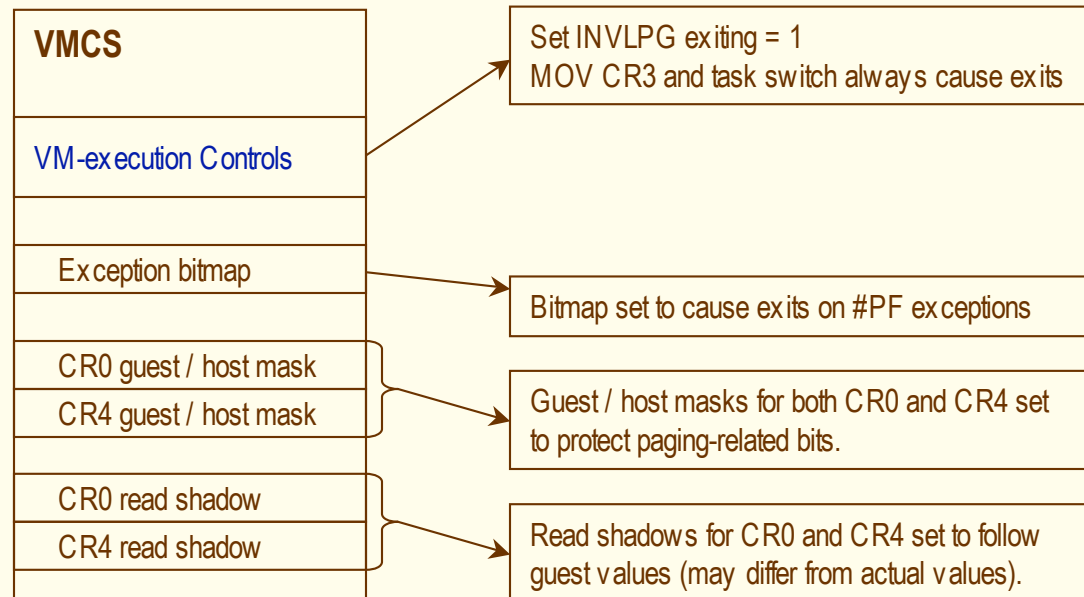 VMCS
VM-execution Controls
Exception bitmap
CR0 guest / host mask
CR4 guest / host mask
CR0 read shadow
CR4 read shadow
Set INVLPG exiting = 1
MOV CR3 and task switch always cause exits
Bitmap set to cause exits on #PF exceptions
Guest / host masks for both CR0 and CR4 set
to protect paging-related bits.
Read shadows for CR0 and CR4 set to follow
guest values (may differ from actual values).